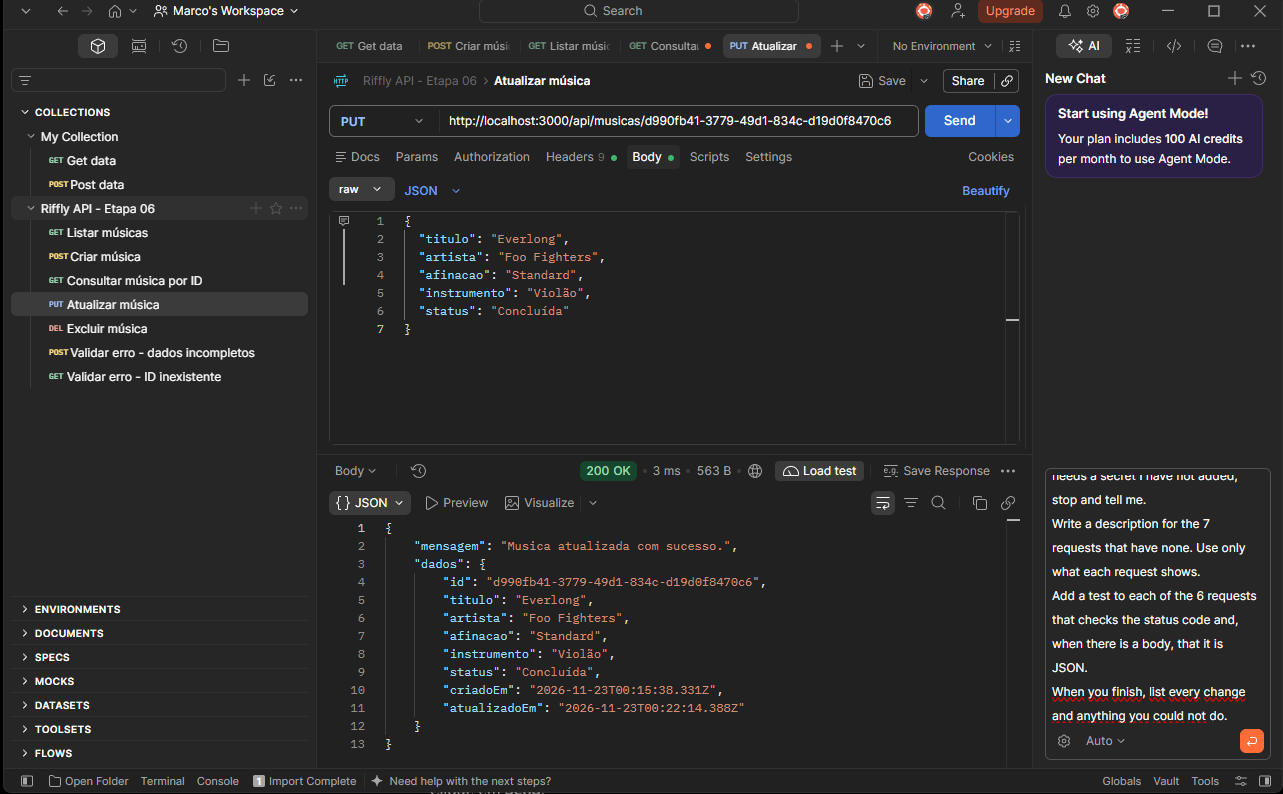 Marco's Workspace
Search
Upgrade
GET Get data
POST Criar músi
GET Listar músic
GET Consultar
PUT Atualizar
No Environment
AI
COLLECTIONS
My Collection
GET Get data
POST Post data
Riffly API - Etapa 06
GET Listar músicas
POST Criar música
GET Consultar música por ID
PUT Atualizar música
DEL Excluir música
POST Validar erro - dados incompletos
GET Validar erro - ID inexistente
ENVIRONMENTS
DOCUMENTS
SPECS
MOCKS
DATASETS
TOOLSETS
FLOWS
HTTP Riffly API - Etapa 06 > Atualizar música
Save
Share
PUT
http://localhost:3000/api/musicas/d990fb41-3779-49d1-834c-d19d0f8470c6
Send
Docs Params Authorization Headers 9 Body Scripts Settings
Cookies
raw JSON
Beautify
1 {
2 "titulo": "Everlong",
3 "artista": "Foo Fighters",
4 "afinacao": "Standard",
5 "instrumento": "Violão",
6 "status": "Concluída"
7 }
Body
200 OK 3 ms 563 B
Load test
e.g. Save Response
{} JSON Preview Visualize
1 {
2 "mensagem": "Musica atualizada com sucesso.",
3 "dados": {
4 "id": "d990fb41-3779-49d1-834c-d19d0f8470c6",
5 "titulo": "Everlong",
6 "artista": "Foo Fighters",
7 "afinacao": "Standard",
8 "instrumento": "Violão",
9 "status": "Concluída",
10 "criadoEm": "2026-11-23T00:15:38.331Z",
11 "atualizadoEm": "2026-11-23T00:22:14.388Z"
12 }
13 }
New Chat
Start using Agent Mode!
Your plan includes 100 AI credits
per month to use Agent Mode.
needs a secret I have not added,
stop and tell me.
Write a description for the 7
requests that have none. Use only
what each request shows.
Add a test to each of the 6 requests
that checks the status code and,
when there is a body, that it is
JSON.
When you finish, list every change
and anything you could not do.
Auto
Open Folder Terminal Console 1 Import Complete Need help with the next steps?
Globals Vault Tools